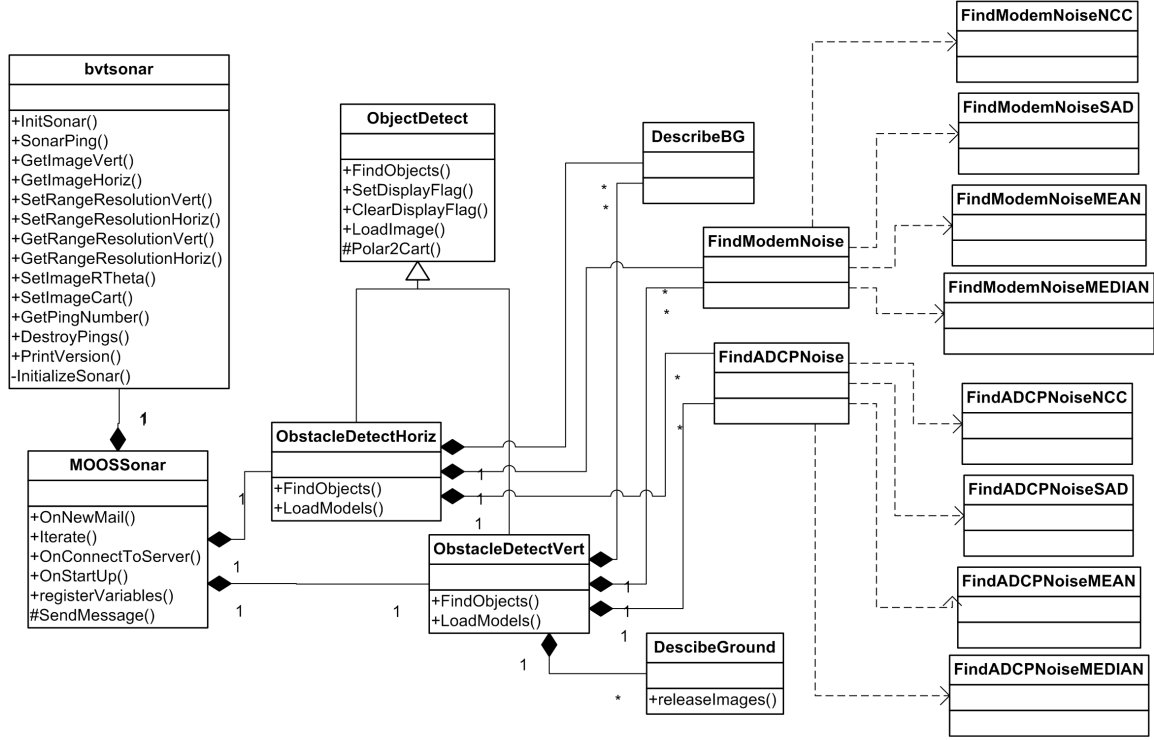 bvtsonar
+InitSonar()
+SonarPing()
+GetImageVert()
+GetImageHoriz()
+SetRangeResolutionVert()
+SetRangeResolutionHoriz()
+GetRangeResolutionVert()
+GetRangeResolutionHoriz()
+SetImageRTheta()
+SetImageCart()
+GetPingNumber()
+DestroyPings()
+PrintVersion()
-InitializeSonar()
1
MOOSSonar
+OnNewMail()
+Iterate()
+OnConnectToServer()
+OnStartUp()
+registerVariables()
#SendMessage()
1
1
1
1
ObjectDetect
+FindObjects()
+SetDisplayFlag()
+ClearDisplayFlag()
+LoadImage()
#Polar2Cart()
ObstacleDetectHoriz
+FindObjects()
+LoadModels()
1
1
1
ObstacleDetectVert
+FindObjects()
+LoadModels()
1
1
1
1
DescribeBG
*
*
FindModemNoise
*
*
FindADCPNoise
*
*
DescibeGround
+releaseImages()
*
FindModemNoiseNCC
FindModemNoiseSAD
FindModemNoiseMEAN
FindModemNoiseMEDIAN
FindADCPNoiseNCC
FindADCPNoiseSAD
FindADCPNoiseMEAN
FindADCPNoiseMEDIAN